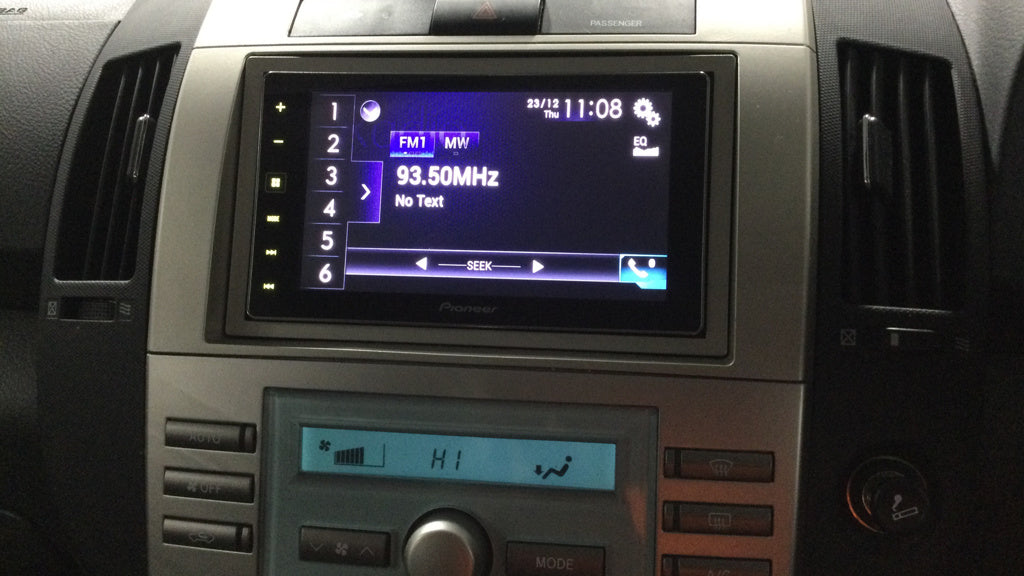 PASSENGER
1
2
3
4
5
6
23/12
Thu
11:08
EQ
FM1 MW
93.50MHz
No Text
SEEK
Pioneer
AUTO
OFF
HI
MODE
A/C